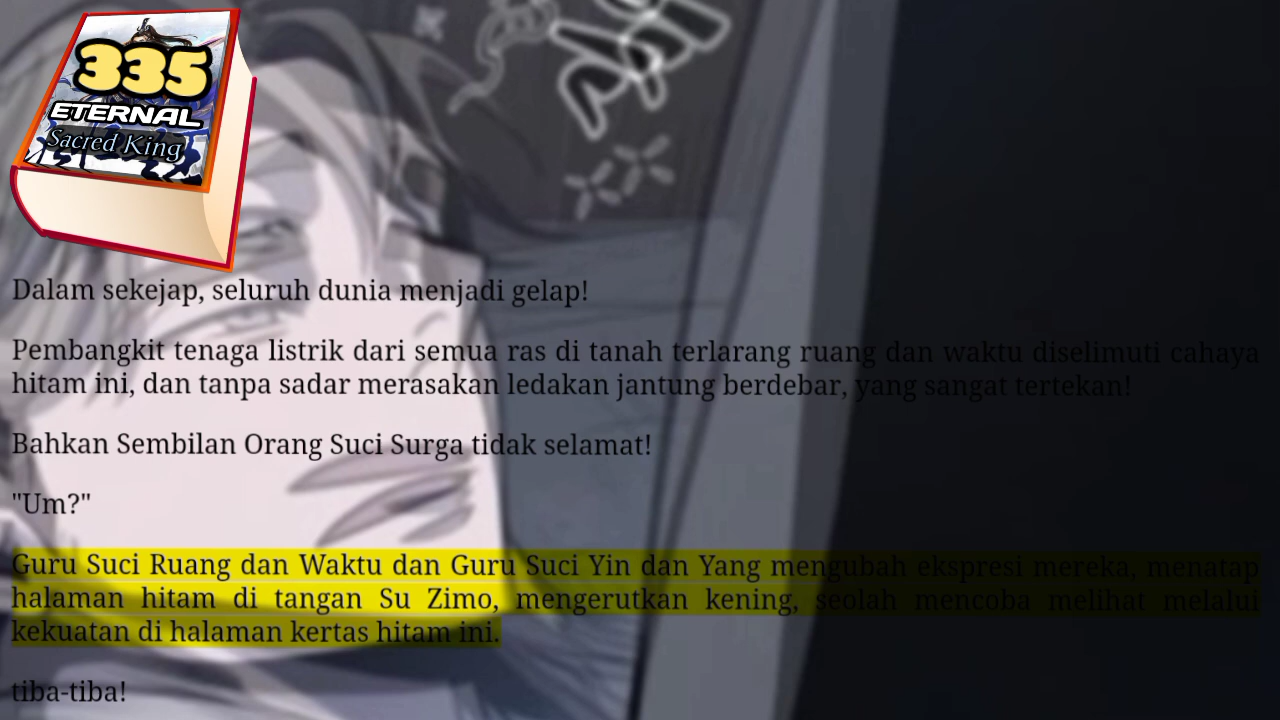 335
ETERNAL
Sacred King
Dalam sekejap, seluruh dunia menjadi gelap!
Pembangkit tenaga listrik dari semua ras di tanah terlarang ruang dan waktu diselimuti cahaya
hitam ini, dan tanpa sadar merasakan ledakan jantung berdebar, yang sangat tertekan!
Bahkan Sembilan Orang Suci Surga tidak selamat!
"Um?"
Guru Suci Ruang dan Waktu dan Guru Suci Yin dan Yang mengubah ekspresi mereka, menatap
halaman hitam di tangan Su Zimo, mengerutkan kening, seolah mencoba melihat melalui
kekuatan di halaman kertas hitam ini.
tiba-tiba!